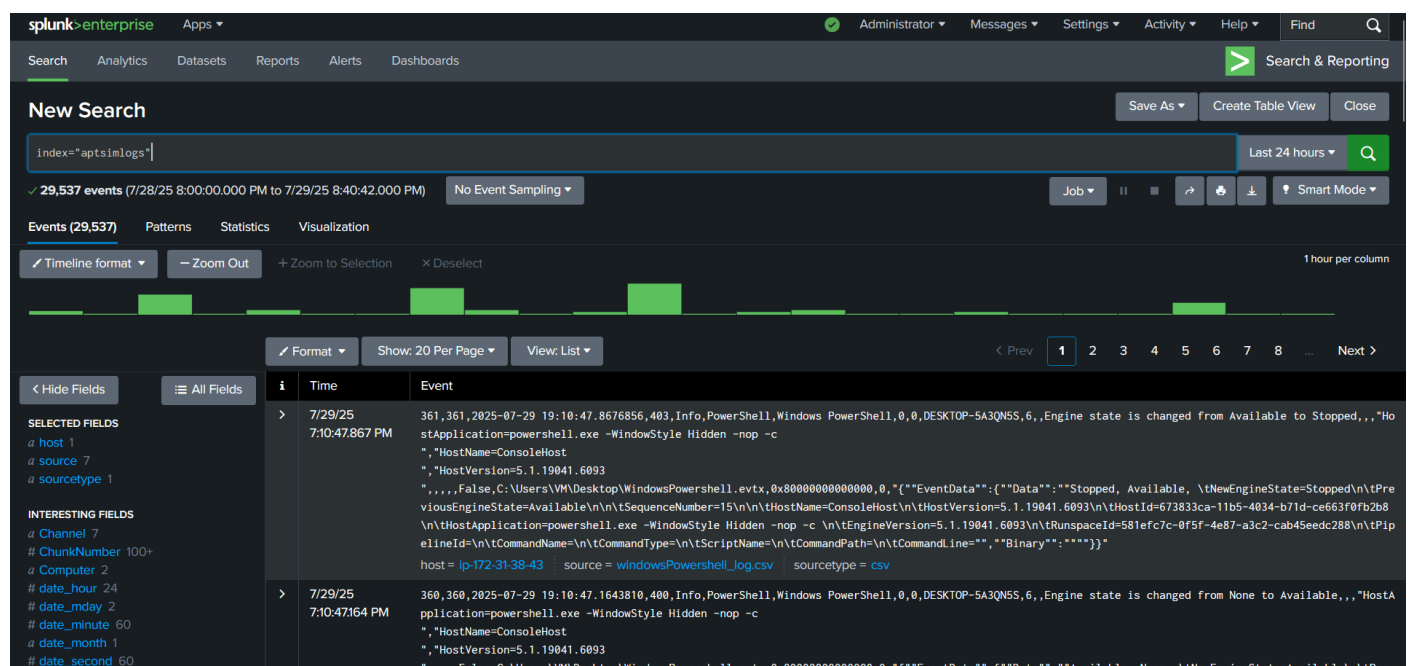 splunk>enterprise Apps ▾ Administrator ▾ Messages ▾ Settings ▾ Activity ▾ Help ▾ Find
Search Analytics Datasets Reports Alerts Dashboards Search & Reporting
New Search Save As ▾ Create Table View Close
index="aptsimlogs" Last 24 hours ▾
✓ 29,537 events (7/28/25 8:00:00.000 PM to 7/29/25 8:40:42.000 PM) No Event Sampling ▾ Job ▾ Smart Mode ▾
Events (29,537) Patterns Statistics Visualization
Timeline format ▾ — Zoom Out + Zoom to Selection × Deselect 1 hour per column
Format ▾ Show: 20 Per Page ▾ View: List ▾ < Prev 1 2 3 4 5 6 7 8 ... Next >
< Hide Fields All Fields i Time Event
SELECTED FIELDS
a host 1
a source 7
a sourcetype 1
INTERESTING FIELDS
a Channel 7
# ChunkNumber 100+
a Computer 2
# date_hour 24
# date_mday 2
# date_minute 60
a date_month 1
# date_second 60
> 7/29/25
7:10:47.867 PM
361,361,2025-07-29 19:10:47.8676856,403,Info,PowerShell,Windows PowerShell,0,0,DESKTOP-5A3QN5S,6,,Engine state is changed from Available to Stopped,,,"Ho
stApplication=powershell.exe -WindowStyle Hidden -nop -c
","HostName=ConsoleHost
","HostVersion=5.1.19041.6093
",,,,,False,C:\Users\VM\Desktop\WindowsPowershell.evtx,0x80000000000000,0,"{""EventData"":{""Data"":""Stopped, Available, \tNewEngineState=Stopped\n\tPre
viousEngineState=Available\n\n\tSequenceNumber=15\n\n\tHostName=ConsoleHost\n\tHostVersion=5.1.19041.6093\n\tHostId=673833ca-11b5-4034-b71d-ce663f0fb2b8
\n\tHostApplication=powershell.exe -WindowStyle Hidden -nop -c \n\tEngineVersion=5.1.19041.6093\n\tRunspaceId=581efc7c-0f5f-4e87-a3c2-cab45eedc288\n\tPip
elineId=\n\tCommandName=\n\tCommandType=\n\tScriptName=\n\tCommandPath=\n\tCommandLine="",""Binary"":""""}}"
host = ip-172-31-38-43 source = windowsPowershell_log.csv sourcetype = csv
> 7/29/25
7:10:47.164 PM
360,360,2025-07-29 19:10:47.1643810,400,Info,PowerShell,Windows PowerShell,0,0,DESKTOP-5A3QN5S,6,,Engine state is changed from None to Available,,,"HostA
pplication=powershell.exe -WindowStyle Hidden -nop -c
","HostName=ConsoleHost
","HostVersion=5.1.19041.6093